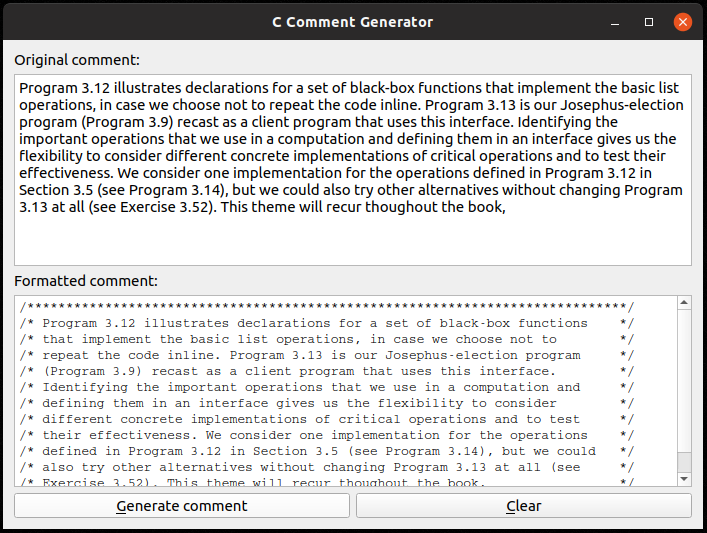 C Comment Generator
Original comment:
Program 3.12 illustrates declarations for a set of black-box functions that implement the basic list
operations, in case we choose not to repeat the code inline. Program 3.13 is our Josephus-election
program (Program 3.9) recast as a client program that uses this interface. Identifying the
important operations that we use in a computation and defining them in an interface gives us the
flexibility to consider different concrete implementations of critical operations and to test their
effectiveness. We consider one implementation for the operations defined in Program 3.12 in
Section 3.5 (see Program 3.14), but we could also try other alternatives without changing Program
3.13 at all (see Exercise 3.52). This theme will recur thoughout the book,
Formatted comment:
/*****************************************************************************/
/* Program 3.12 illustrates declarations for a set of black-box functions    */
/* that implement the basic list operations, in case we choose not to        */
/* repeat the code inline. Program 3.13 is our Josephus-election program     */
/* (Program 3.9) recast as a client program that uses this interface.        */
/* Identifying the important operations that we use in a computation and     */
/* defining them in an interface gives us the flexibility to consider        */
/* different concrete implementations of critical operations and to test     */
/* their effectiveness. We consider one implementation for the operations    */
/* defined in Program 3.12 in Section 3.5 (see Program 3.14), but we could   */
/* also try other alternatives without changing Program 3.13 at all (see     */
/* Exercise 3.52). This theme will recur thoughout the book,                 */
Generate comment
Clear